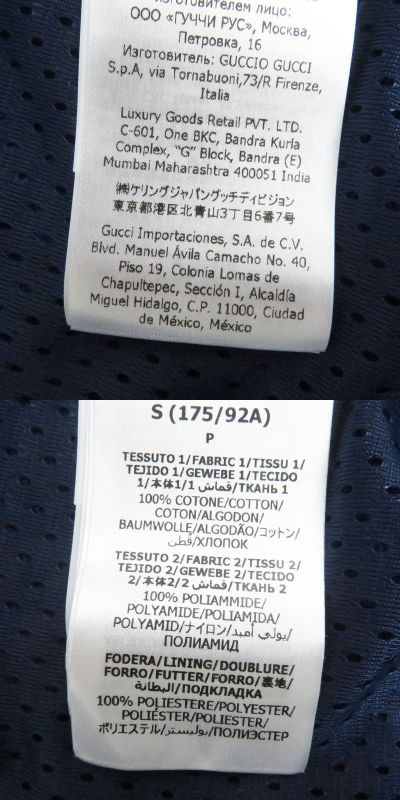 изготовителем лицо:
ООО «ГУЧЧИ РУС», Москва,
Петровка, 16
Изготовитель: GUCCIO GUCCI
S.p.A, via Tornabuoni,73/R Firenze,
Italia
Luxury Goods Retail PVT. LTD.
C-601, One BKC, Bandra Kurla
Complex, “G” Block, Bandra (E)
Mumbai Maharashtra 400051 India
㈱ケリングジャパングッチディビジョン
東京都港区北青山3丁目6番7号
Gucci Importaciones, S.A. de C.V.
Blvd. Manuel Ávila Camacho No. 40,
Piso 19, Colonia Lomas de
Chapultepec, Sección I, Alcaldía
Miguel Hidalgo, C.P. 11000, Ciudad
de México, México
S (175/92A)
P
TESSUTO 1/FABRIC 1/TISSU 1/
TEJIDO 1/GEWEBE 1/TECIDO
1/本体1/قماش 1/ТКАНЬ 1
100% COTONE/COTTON/
COTON/ALGODON/
BAUMWOLLE/ALGODÃO/コットン/
قطن/ХЛОПОК
TESSUTO 2/FABRIC 2/TISSU 2/
TEJIDO 2/GEWEBE 2/TECIDO
2/本体2/قماش 2/ТКАНЬ 2
100% POLIAMMIDE/
POLYAMIDE/POLIAMIDA/
POLYAMID/ナイロン/بولي أميد/
ПОЛИАМИД
FODERA/LINING/DOUBLURE/
FORRO/FUTTER/FORRO/裏地/
البطانة/ПОДКЛАДКА
100% POLIESTERE/POLYESTER/
POLIÉSTER/POLIESTER/
ポリエステル/بوليستر/ПОЛИЭСТЕР